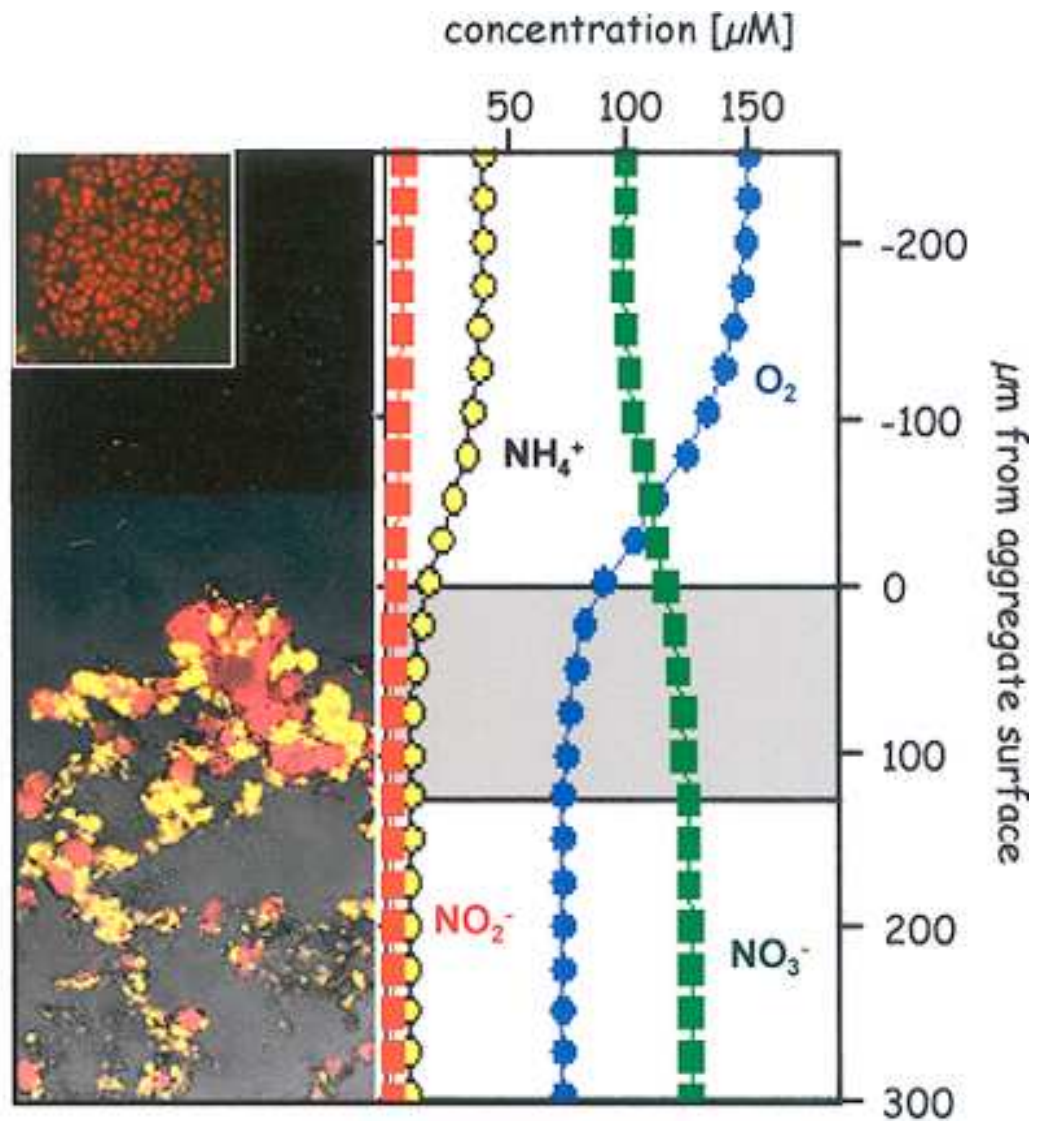 concentration [µM]
50 100 150
-200
O₂
-100
NH₄⁺
0
100
NO₂⁻
200
NO₃⁻
300
µm from aggregate surface